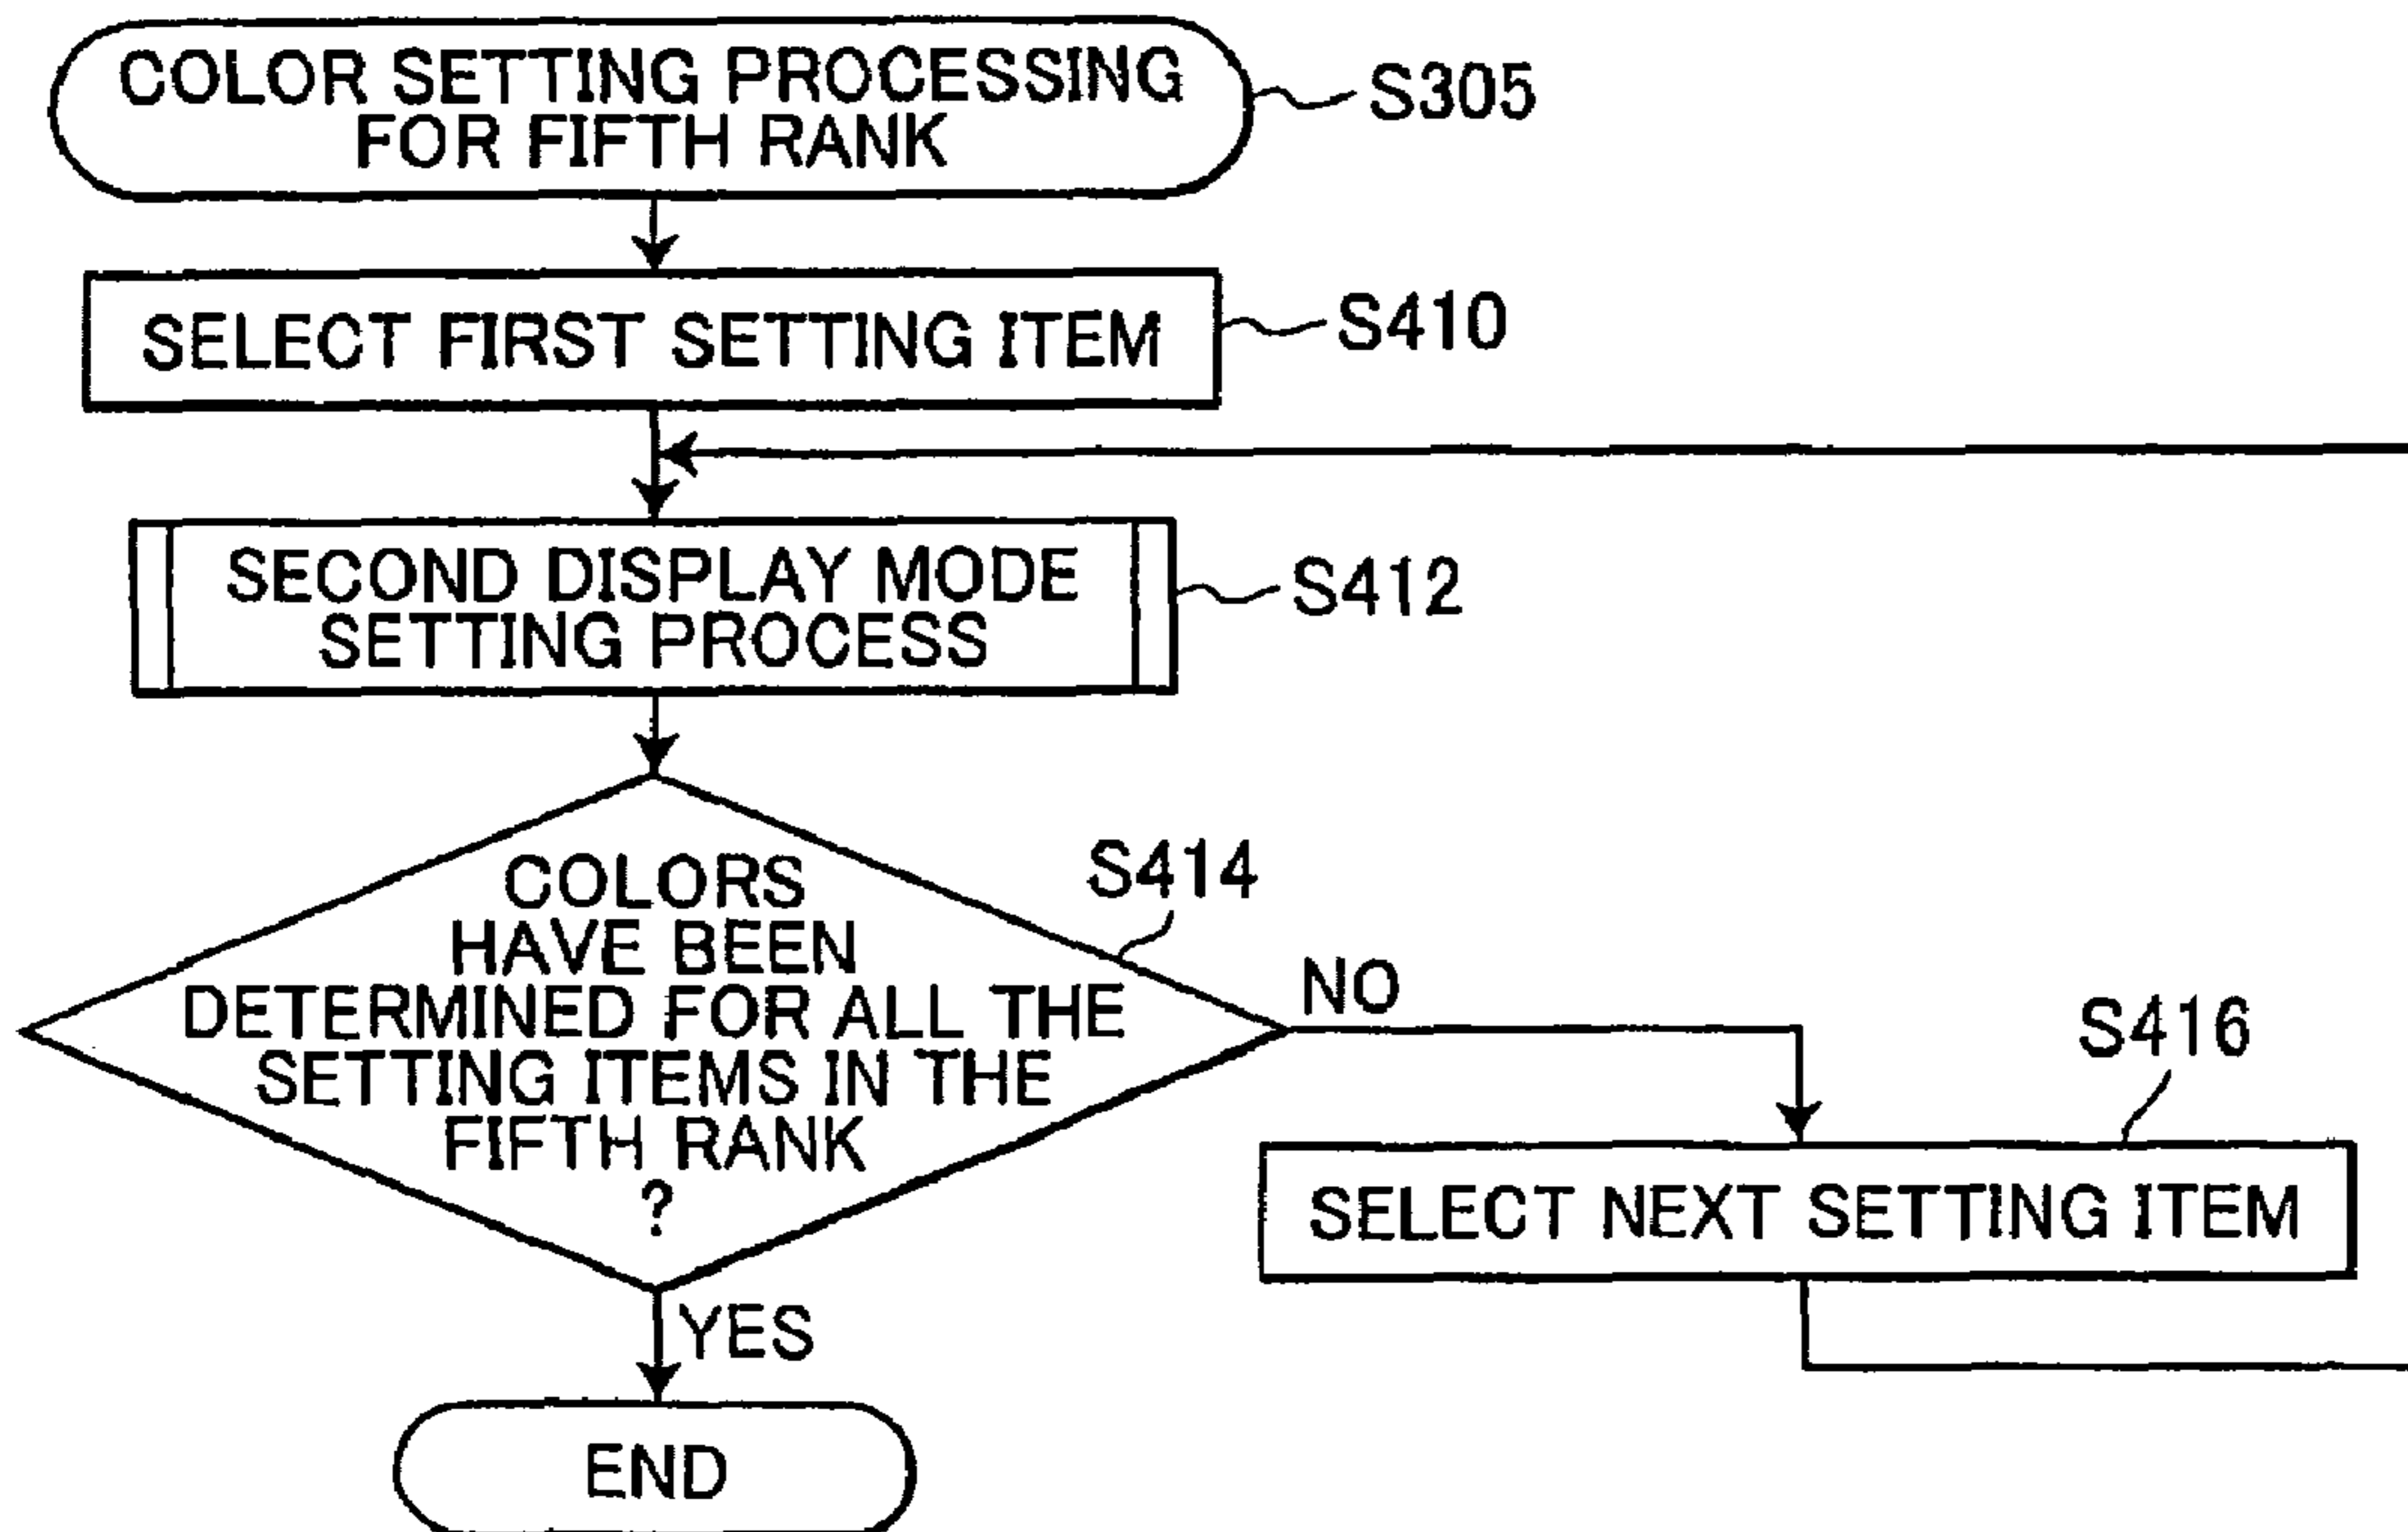 COLOR SETTING PROCESSING
FOR FIFTH RANK
S305
SELECT FIRST SETTING ITEM
S410
SECOND DISPLAY MODE
SETTING PROCESS
S412
COLORS
HAVE BEEN
DETERMINED FOR ALL THE
SETTING ITEMS IN THE
FIFTH RANK
?
S414
NO
S416
SELECT NEXT SETTING ITEM
YES
END